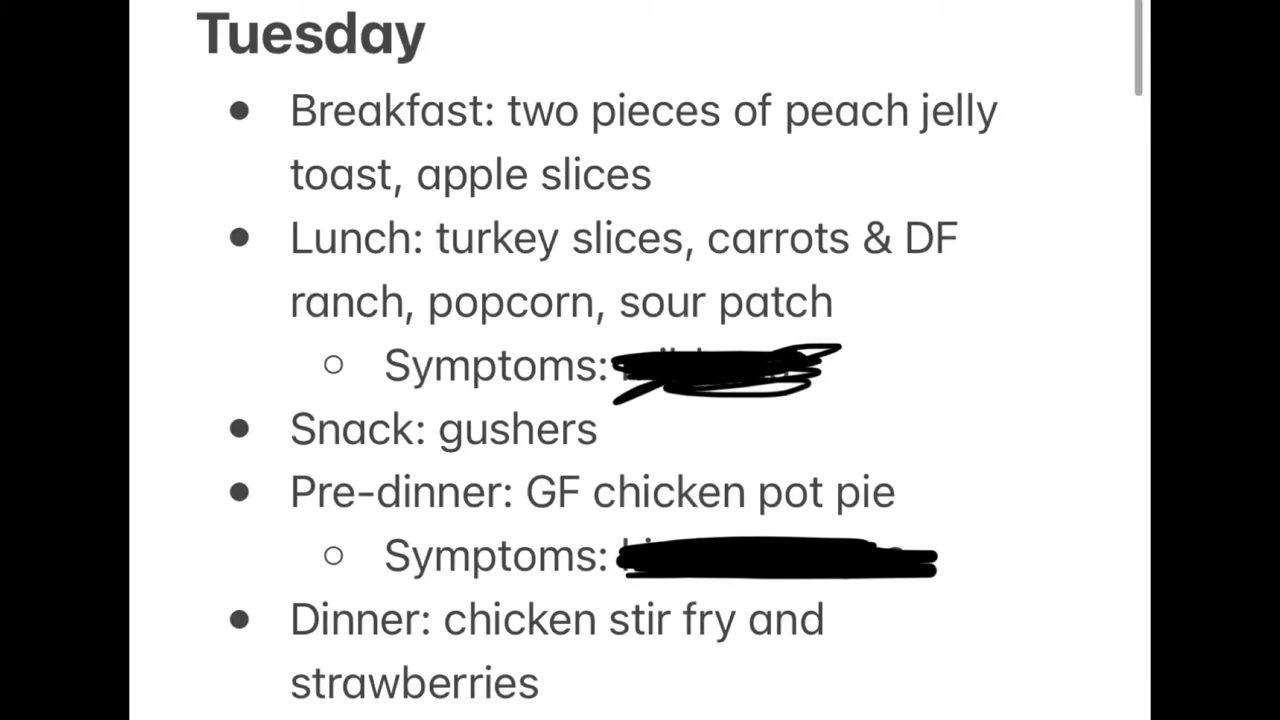 Tuesday
Breakfast: two pieces of peach jelly
toast, apple slices
Lunch: turkey slices, carrots & DF
ranch, popcorn, sour patch
Symptoms:
Snack: gushers
Pre-dinner: GF chicken pot pie
Symptoms:
Dinner: chicken stir fry and
strawberries